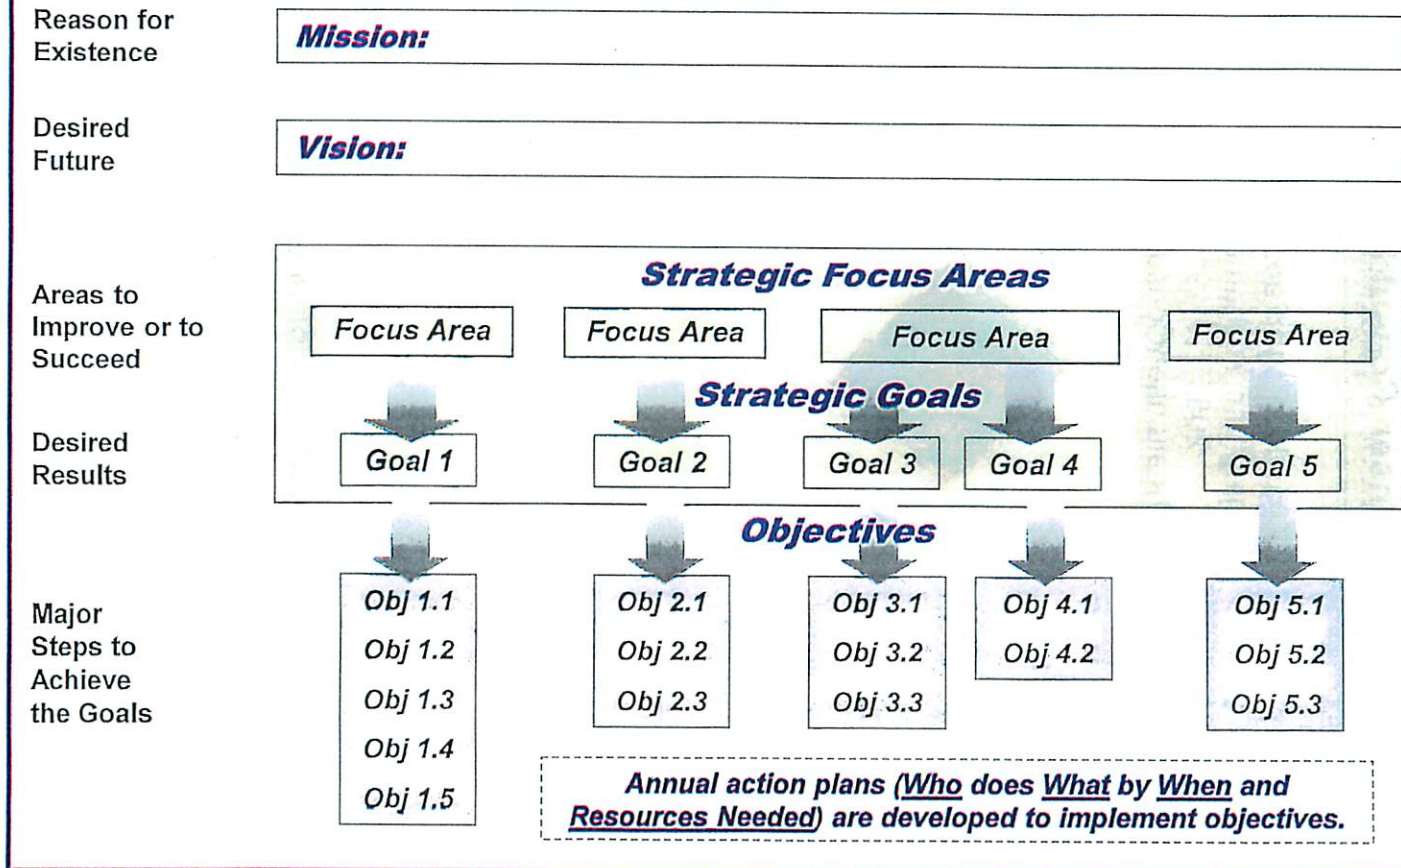 Reason for
Existence
Mission:
Desired
Future
Vision:
Strategic Focus Areas
Areas to
Improve or to
Succeed
Focus Area
Focus Area
Focus Area
Focus Area
Strategic Goals
Desired
Results
Goal 1
Goal 2
Goal 3
Goal 4
Goal 5
Objectives
Major
Steps to
Achieve
the Goals
Obj 1.1
Obj 1.2
Obj 1.3
Obj 1.4
Obj 1.5
Obj 2.1
Obj 2.2
Obj 2.3
Obj 3.1
Obj 3.2
Obj 3.3
Obj 4.1
Obj 4.2
Obj 5.1
Obj 5.2
Obj 5.3
Annual action plans (Who does What by When and
Resources Needed) are developed to implement objectives.